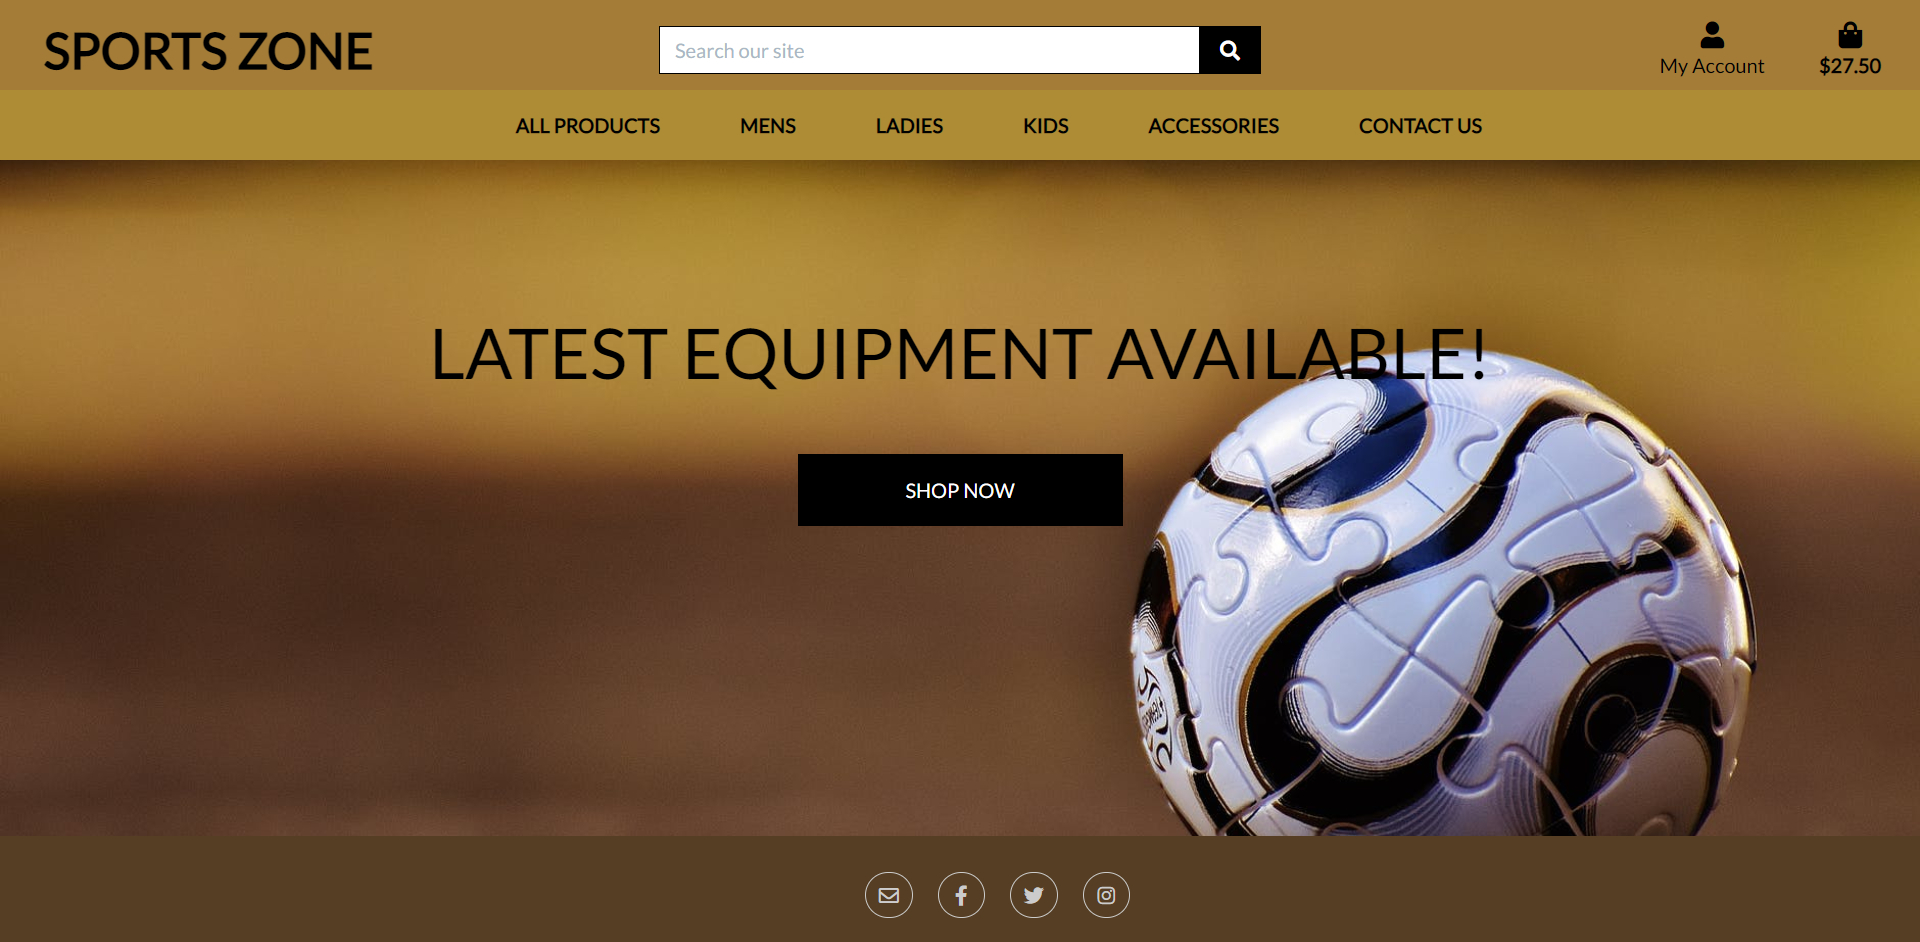 SPORTS ZONE
Search our site
My Account
$27.50
ALL PRODUCTS MENS LADIES KIDS ACCESSORIES CONTACT US
LATEST EQUIPMENT AVAILABLE!
SHOP NOW